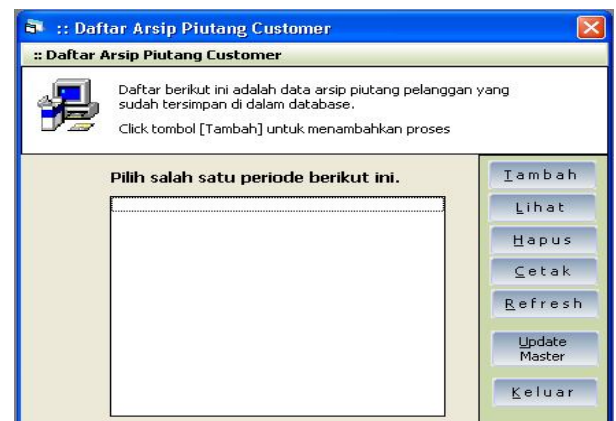 :: Daftar Arsip Piutang Customer
:: Daftar Arsip Piutang Customer
Daftar berikut ini adalah data arsip piutang pelanggan yang
sudah tersimpan di dalam database.
Click tombol [Tambah] untuk menambahkan proses
Pilih salah satu periode berikut ini.
Tambah
Lihat
Hapus
Cetak
Refresh
Update
Master
Keluar